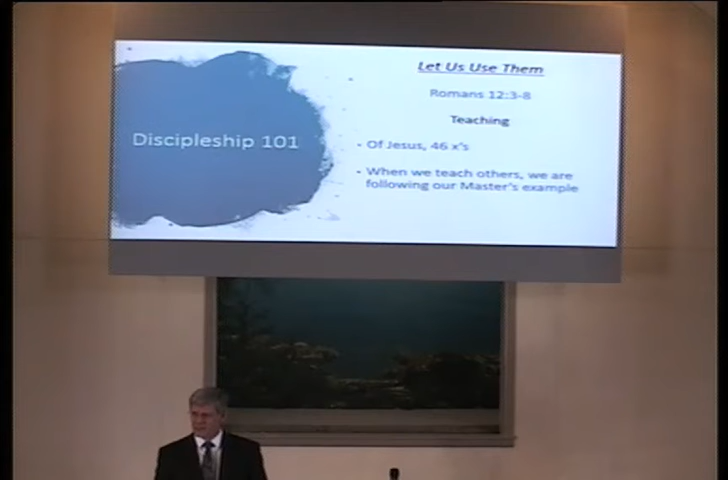 Discipleship 101
Let Us Use Them
Romans 12:3-8
Teaching
- Of Jesus, 46 x's
- When we teach others, we are
following our Master's example